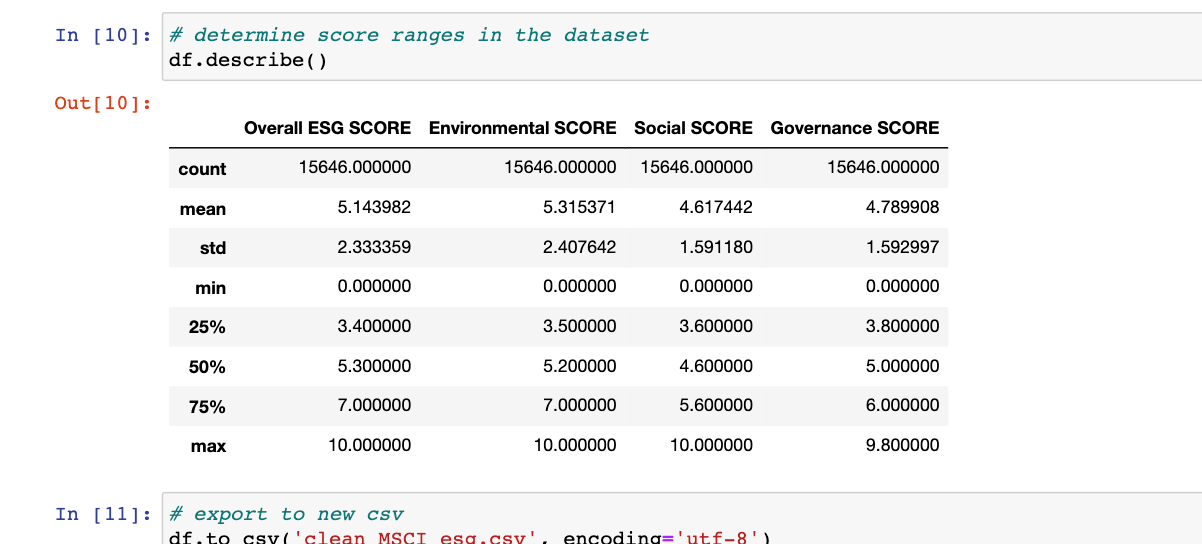 In [10]: # determine score ranges in the dataset
df.describe()
Out[10]:
Overall ESG SCORE Environmental SCORE Social SCORE Governance SCORE
count 15646.000000 15646.000000 15646.000000 15646.000000
mean 5.143982 5.315371 4.617442 4.789908
std 2.333359 2.407642 1.591180 1.592997
min 0.000000 0.000000 0.000000 0.000000
25% 3.400000 3.500000 3.600000 3.800000
50% 5.300000 5.200000 4.600000 5.000000
75% 7.000000 7.000000 5.600000 6.000000
max 10.000000 10.000000 10.000000 9.800000
In [11]: # export to new csv
df.to_csv('clean_MSCI_esg.csv', encoding='utf-8')